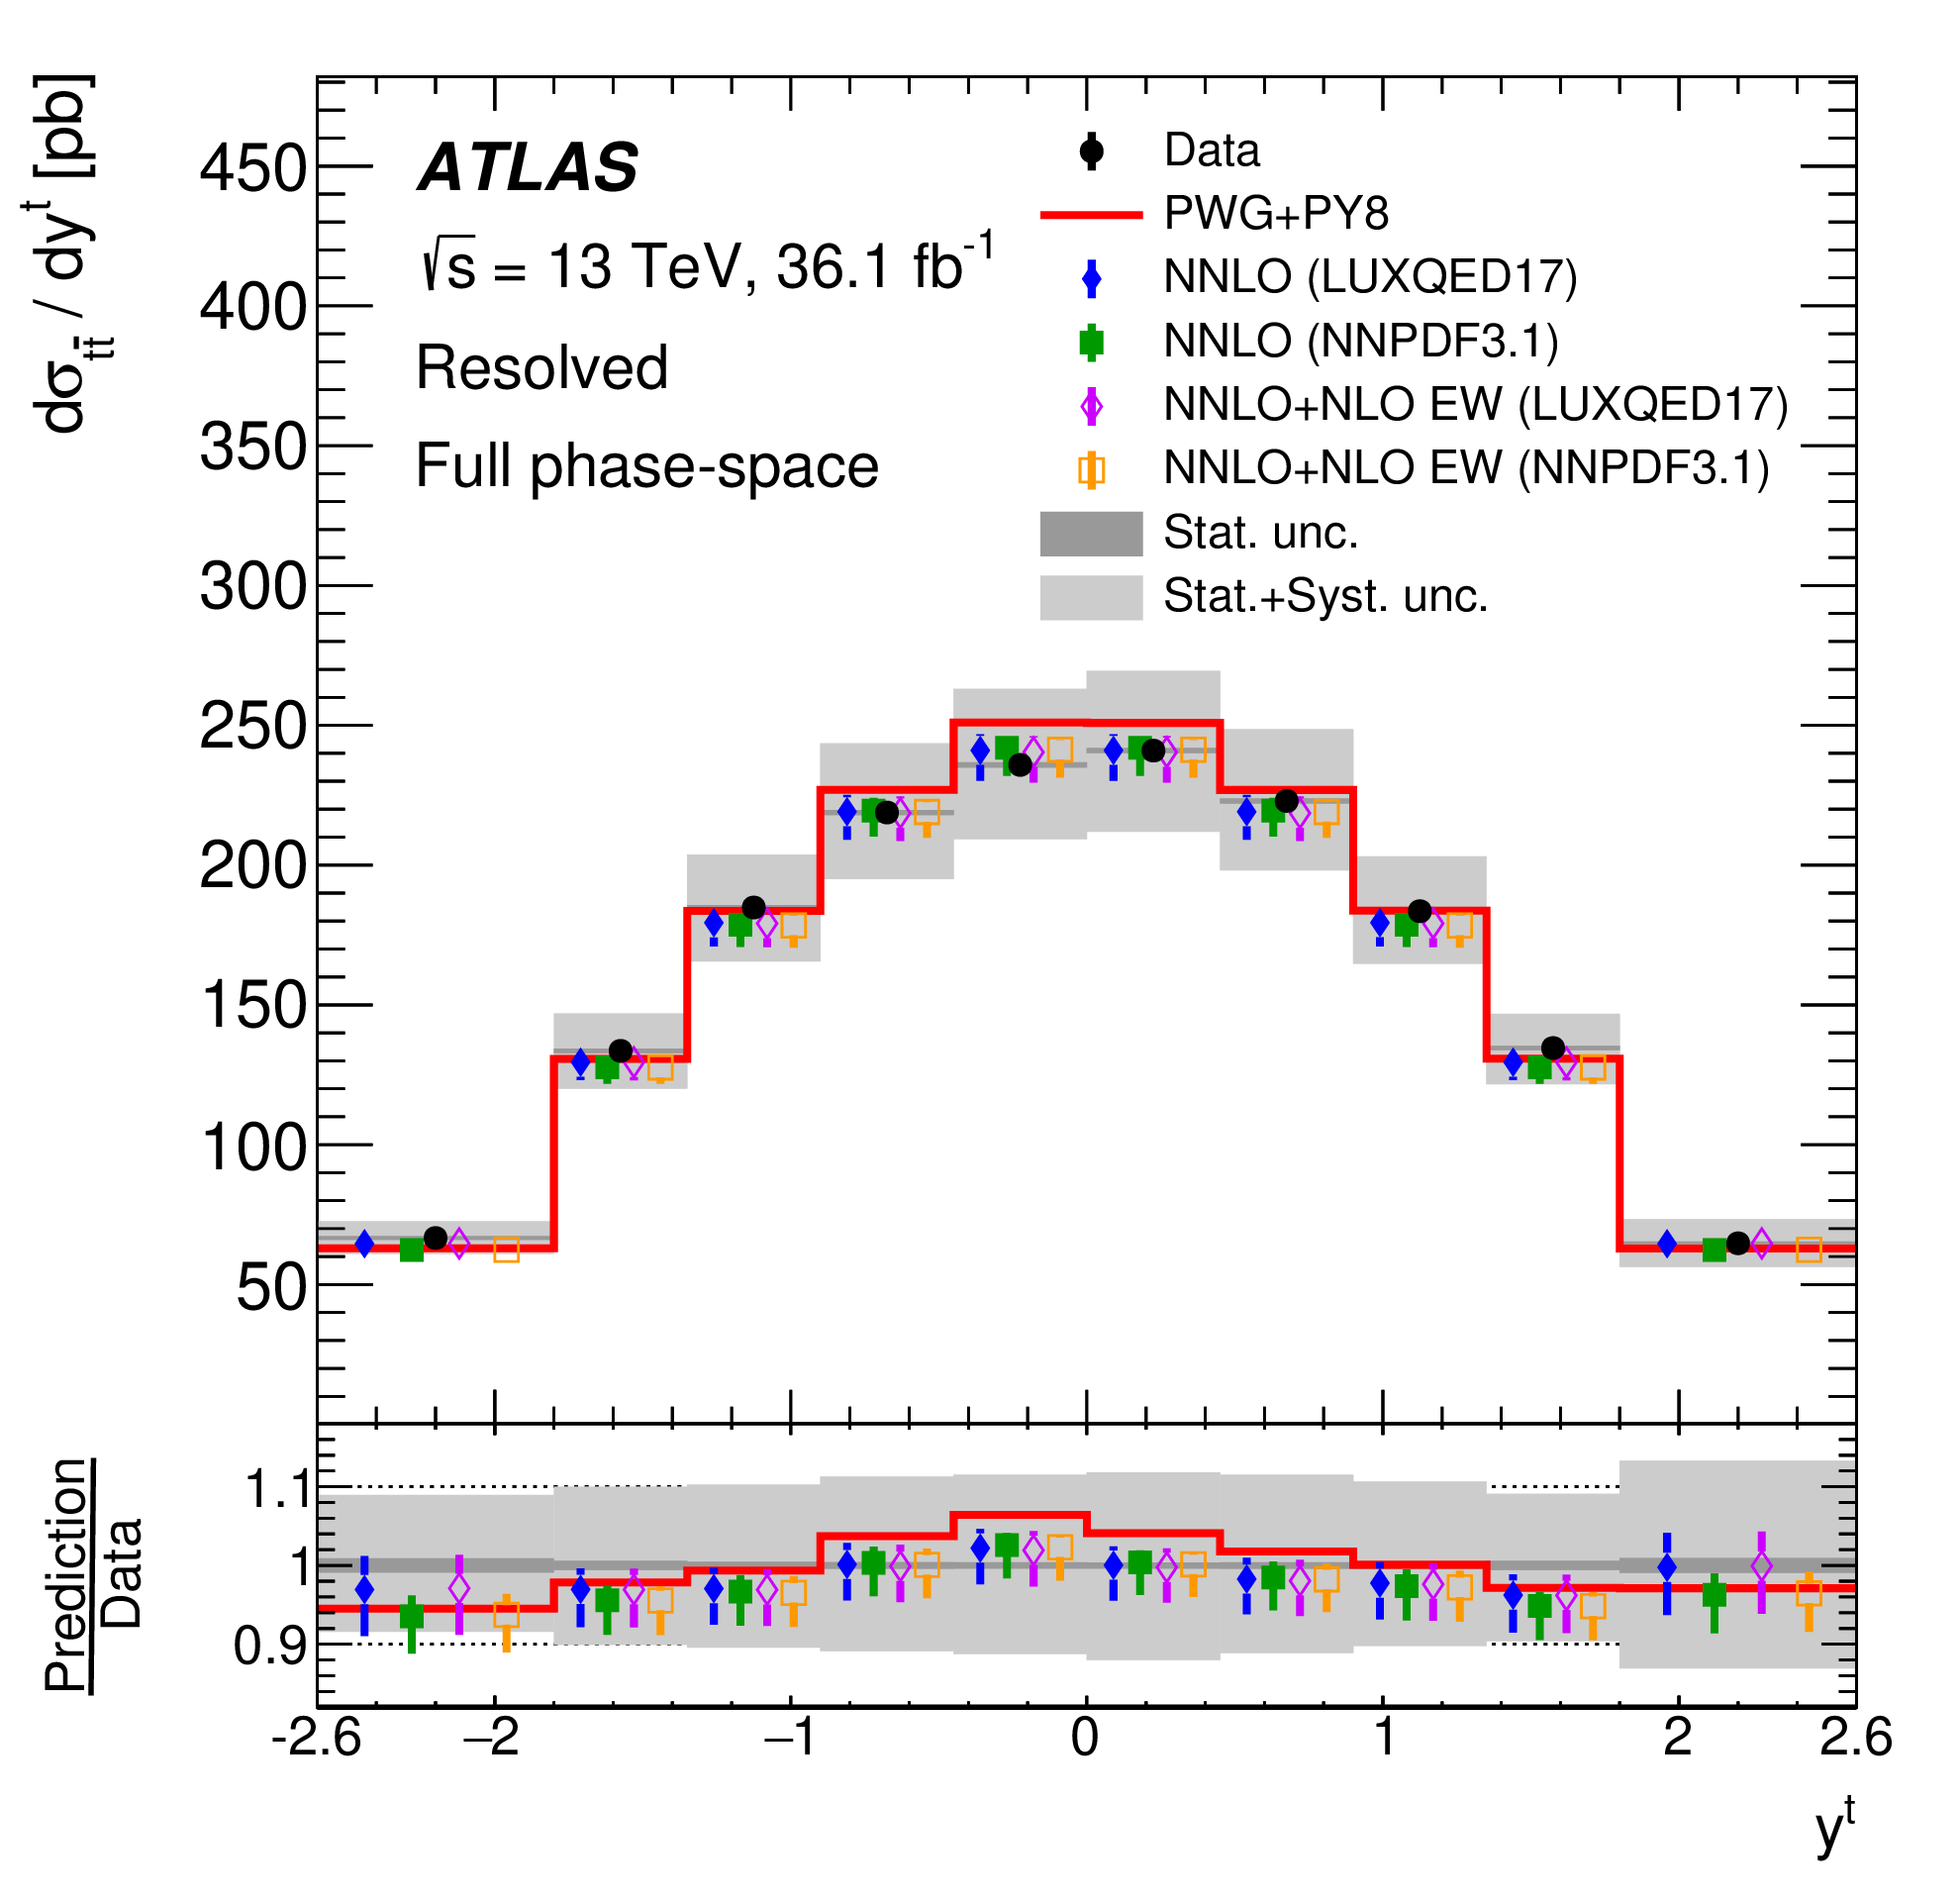 dσtt̄ / dyᵗ [pb]
ATLAS
√s = 13 TeV, 36.1 fb⁻¹
Resolved
Full phase-space
Data
PWG+PY8
NNLO (LUXQED17)
NNLO (NNPDF3.1)
NNLO+NLO EW (LUXQED17)
NNLO+NLO EW (NNPDF3.1)
Stat. unc.
Stat.+Syst. unc.
450
400
350
300
250
200
150
100
50
Prediction
Data
1.1
1
0.9
-2.6 −2 −1 0 1 2 2.6
yᵗ